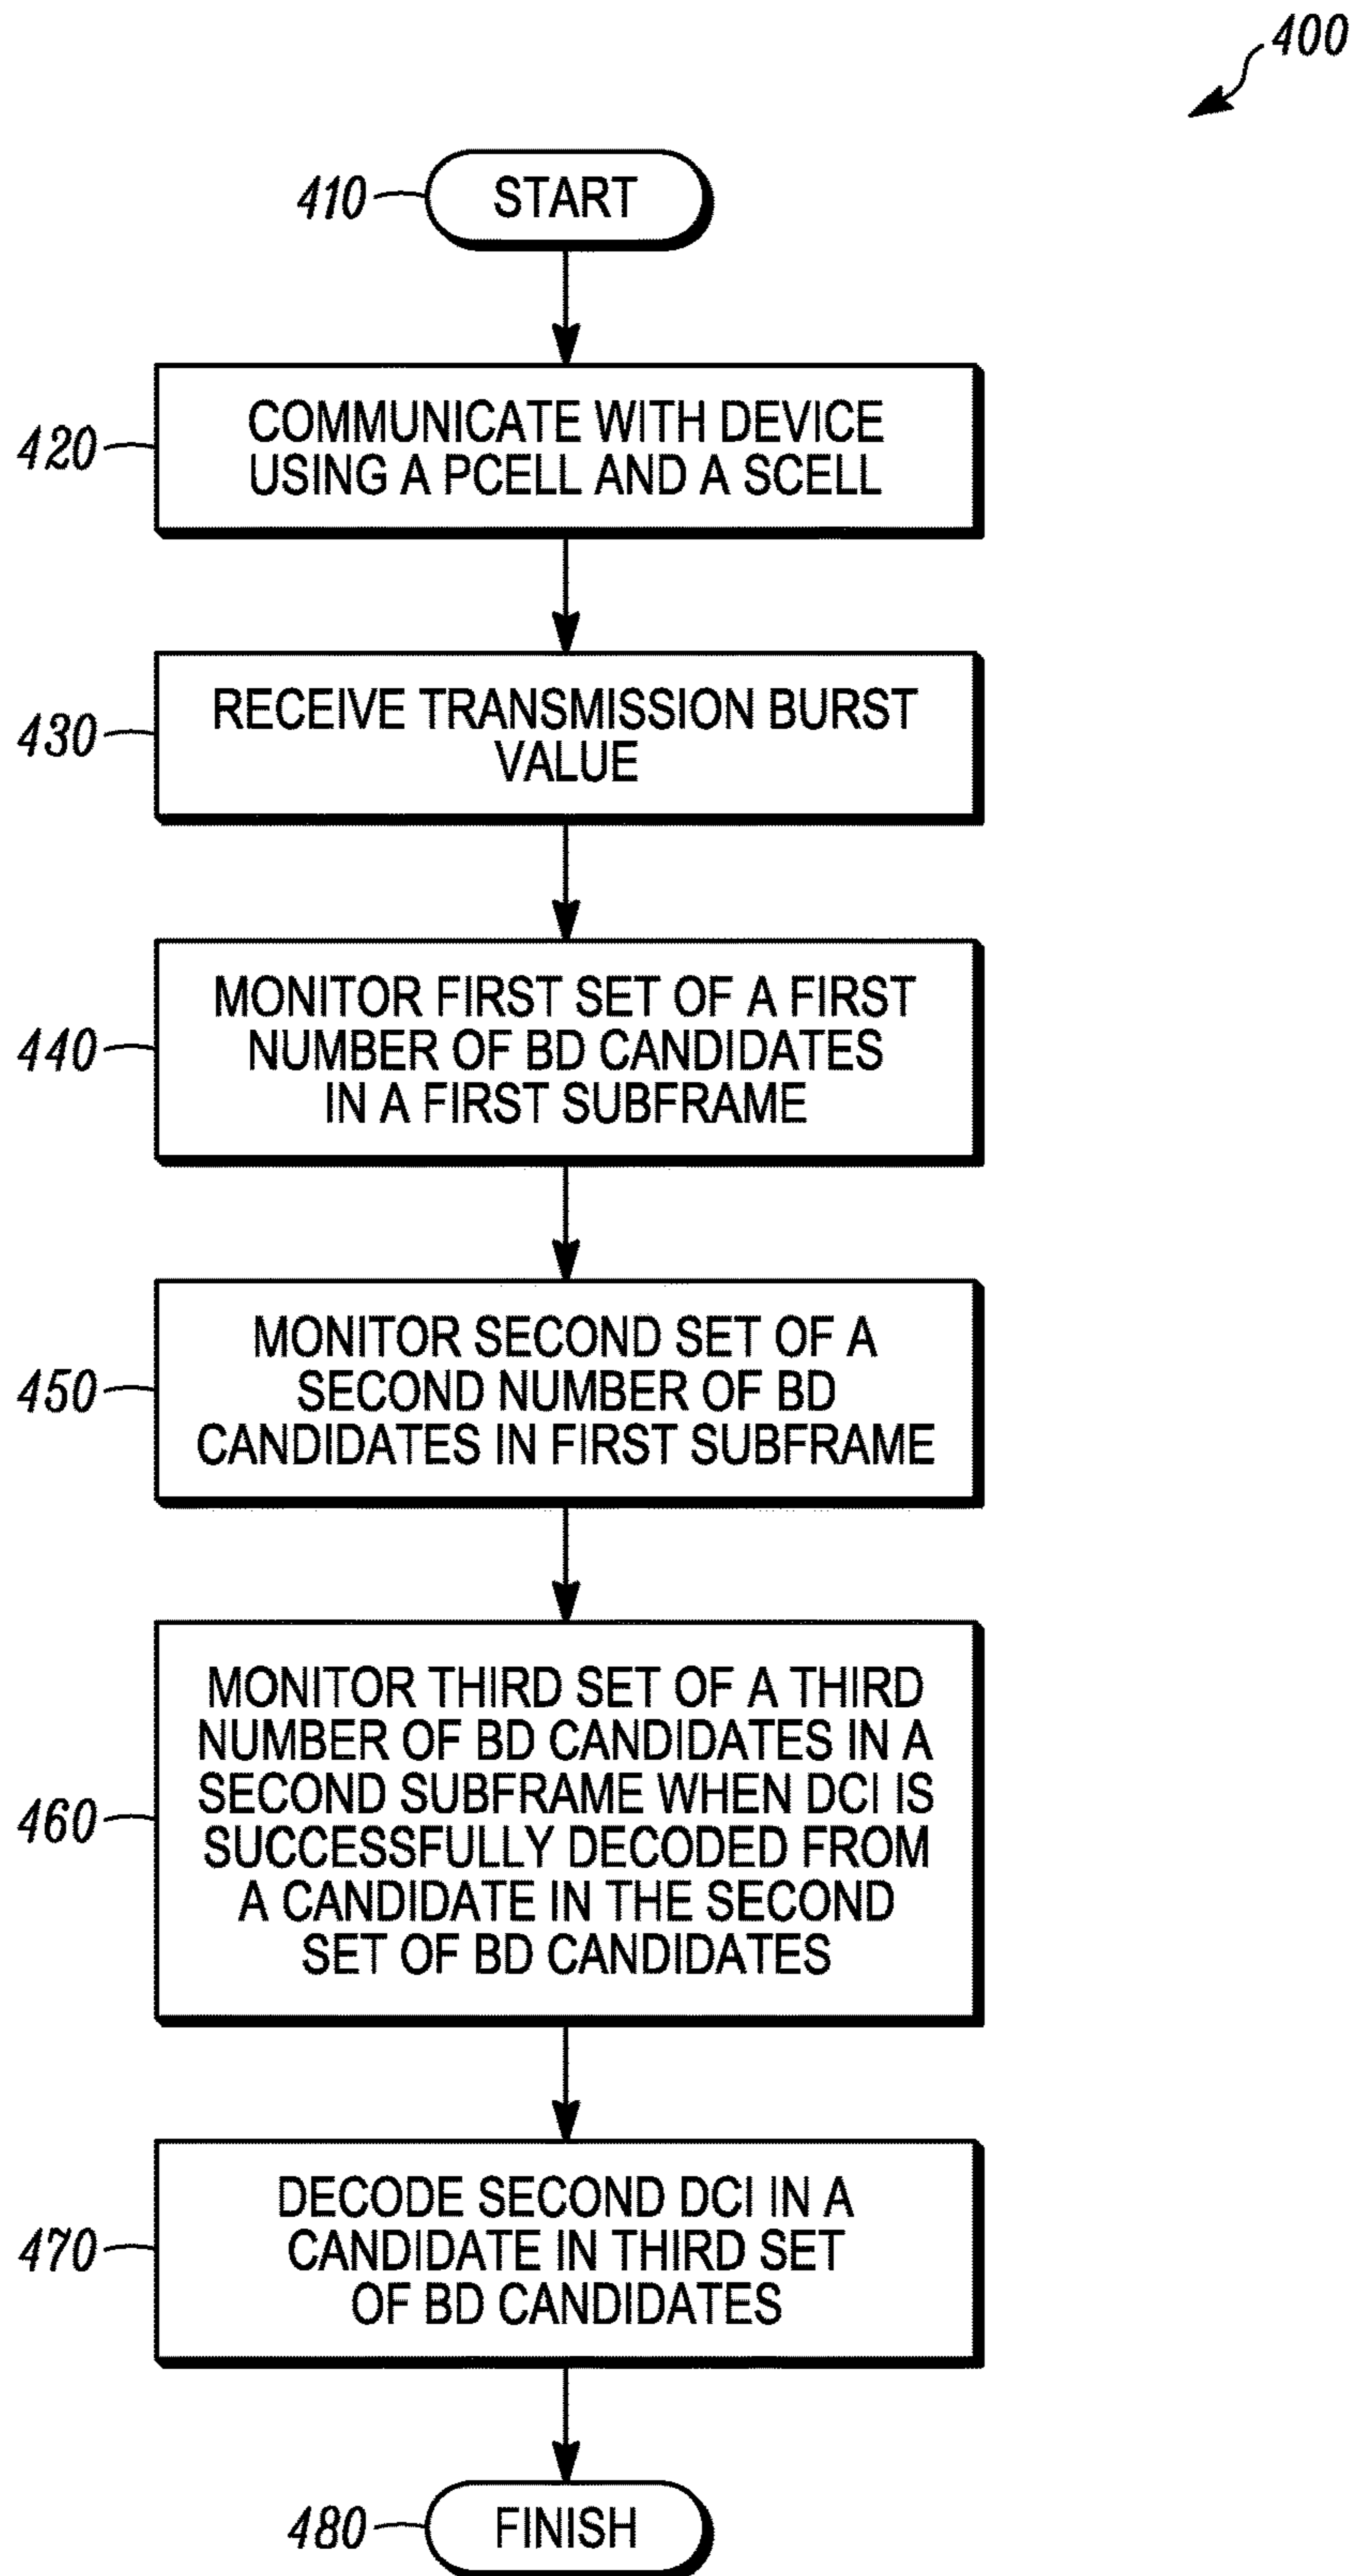 400
410
START
420
COMMUNICATE WITH DEVICE
USING A PCELL AND A SCELL
430
RECEIVE TRANSMISSION BURST
VALUE
440
MONITOR FIRST SET OF A FIRST
NUMBER OF BD CANDIDATES
IN A FIRST SUBFRAME
450
MONITOR SECOND SET OF A
SECOND NUMBER OF BD
CANDIDATES IN FIRST SUBFRAME
460
MONITOR THIRD SET OF A THIRD
NUMBER OF BD CANDIDATES IN A
SECOND SUBFRAME WHEN DCI IS
SUCCESSFULLY DECODED FROM
A CANDIDATE IN THE SECOND
SET OF BD CANDIDATES
470
DECODE SECOND DCI IN A
CANDIDATE IN THIRD SET
OF BD CANDIDATES
480
FINISH